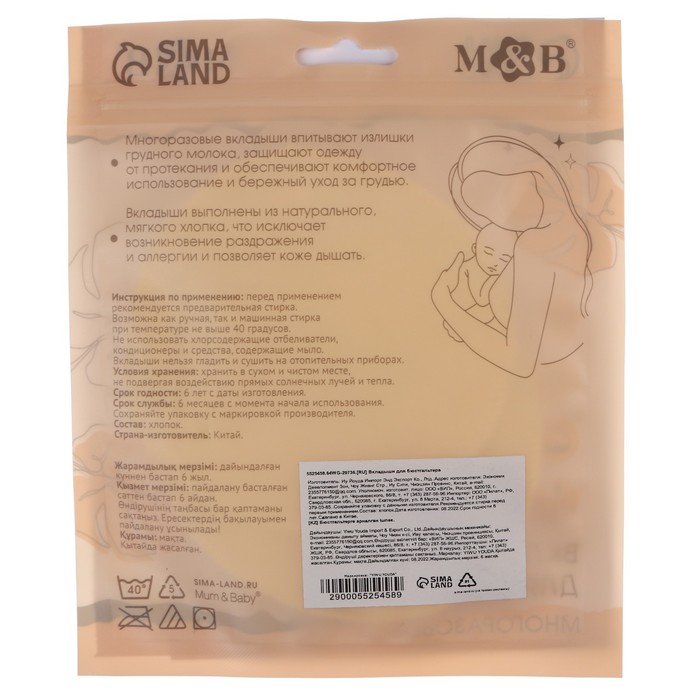 SIMA
LAND
M&B®
Многоразовые вкладыши впитывают излишки
грудного молока, защищают одежду
от протекания и обеспечивают комфортное
использование и бережный уход за грудью.
Вкладыши выполнены из натурального,
мягкого хлопка, что исключает
возникновение раздражения
и аллергии и позволяет коже дышать.
Инструкция по применению: перед применением
рекомендуется предварительная стирка.
Возможна как ручная, так и машинная стирка
при температуре не выше 40 градусов.
Не использовать хлорсодержащие отбеливатели,
кондиционеры и средства, содержащие мыло.
Вкладыши нельзя гладить и сушить на отопительных приборах.
Условия хранения: хранить в сухом и чистом месте,
не подвергая воздействию прямых солнечных лучей и тепла.
Срок годности: 6 лет с даты изготовления.
Срок службы: 6 месяцев с момента начала использования.
Сохраняйте упаковку с маркировкой производителя.
Состав: хлопок.
Страна-изготовитель: Китай.
Жарамдылық мерзімі: дайындалған
күннен бастап 6 жыл.
Қызмет мерзімі: пайдалану басталған
сәттен бастап 6 айдан.
Өндірушінің таңбасы бар қаптаманы
сақтаңыз. Ересектердің бақылауымен
пайдалану ұсынылады!
Құрамы: мақта.
Қытайда жасалған.
40°
5
SIMA-LAND.RU
Mum & Baby®
[RU] Вкладыши для бюстгальтера
2900055254589
SIMA
LAND
МНОГОРАЗО